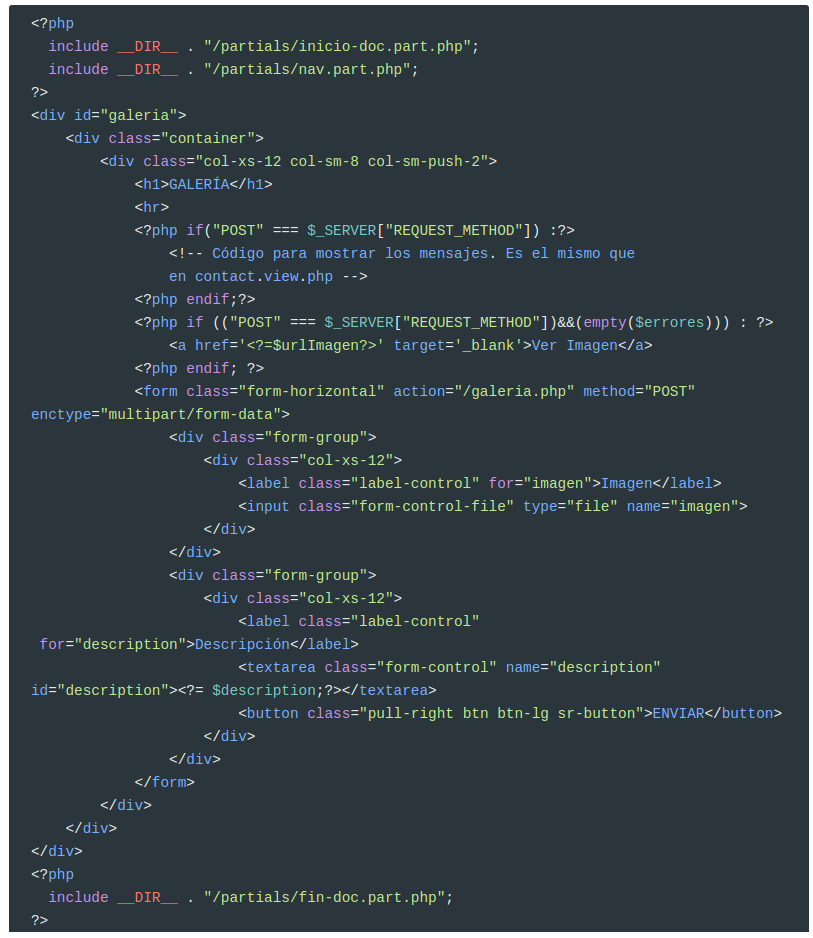 <?php
  include __DIR__ . "/partials/inicio-doc.part.php";
  include __DIR__ . "/partials/nav.part.php";
?>
<div id="galeria">
    <div class="container">
        <div class="col-xs-12 col-sm-8 col-sm-push-2">
            <h1>GALERÍA</h1>
            <hr>
            <?php if("POST" === $_SERVER["REQUEST_METHOD"]) :?>
                <!-- Código para mostrar los mensajes. Es el mismo que
                en contact.view.php -->
            <?php endif;?>
            <?php if (("POST" === $_SERVER["REQUEST_METHOD"])&&(empty($errores))) : ?>
                <a href='<?=$urlImagen?>' target='_blank'>Ver Imagen</a>
            <?php endif; ?>
            <form class="form-horizontal" action="/galeria.php" method="POST"
enctype="multipart/form-data">
                <div class="form-group">
                    <div class="col-xs-12">
                        <label class="label-control" for="imagen">Imagen</label>
                        <input class="form-control-file" type="file" name="imagen">
                    </div>
                </div>
                <div class="form-group">
                    <div class="col-xs-12">
                        <label class="label-control"
 for="description">Descripción</label>
                        <textarea class="form-control" name="description"
id="description"><?= $description;?></textarea>
                        <button class="pull-right btn btn-lg sr-button">ENVIAR</button>
                    </div>
                </div>
            </form>
        </div>
    </div>
</div>
<?php
  include __DIR__ . "/partials/fin-doc.part.php";
?>